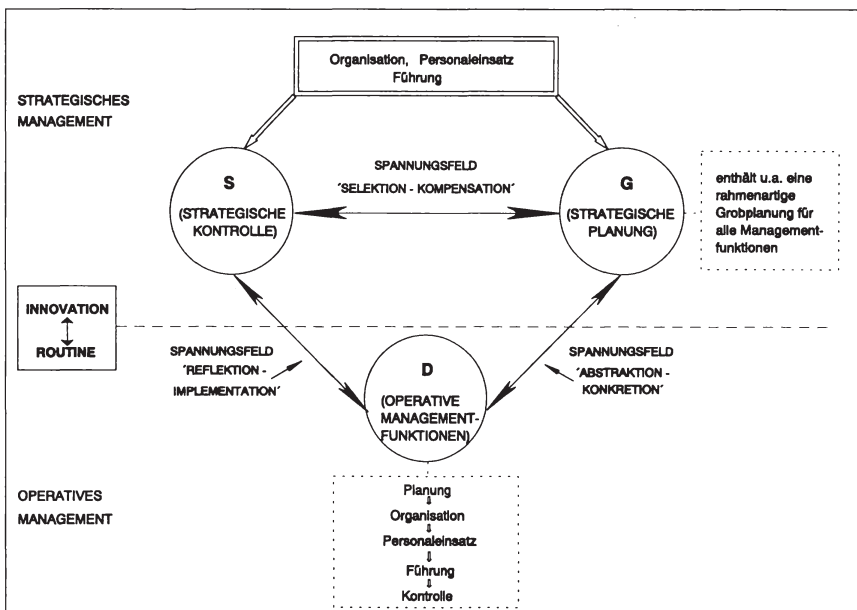 Organisation, Personaleinsatz
Führung
STRATEGISCHES
MANAGEMENT
S
(STRATEGISCHE
KONTROLLE)
SPANNUNGSFELD
´SELEKTION - KOMPENSATION´
G
(STRATEGISCHE
PLANUNG)
enthält u.a. eine
rahmenartige
Grobplanung für
alle Management-
funktionen
INNOVATION
ROUTINE
SPANNUNGSFELD
´REFLEKTION -
IMPLEMENTATION´
D
(OPERATIVE
MANAGEMENT-
FUNKTIONEN)
SPANNUNGSFELD
´ABSTRAKTION -
KONKRETION´
OPERATIVES
MANAGEMENT
Planung
Organisation
Personaleinsatz
Führung
Kontrolle